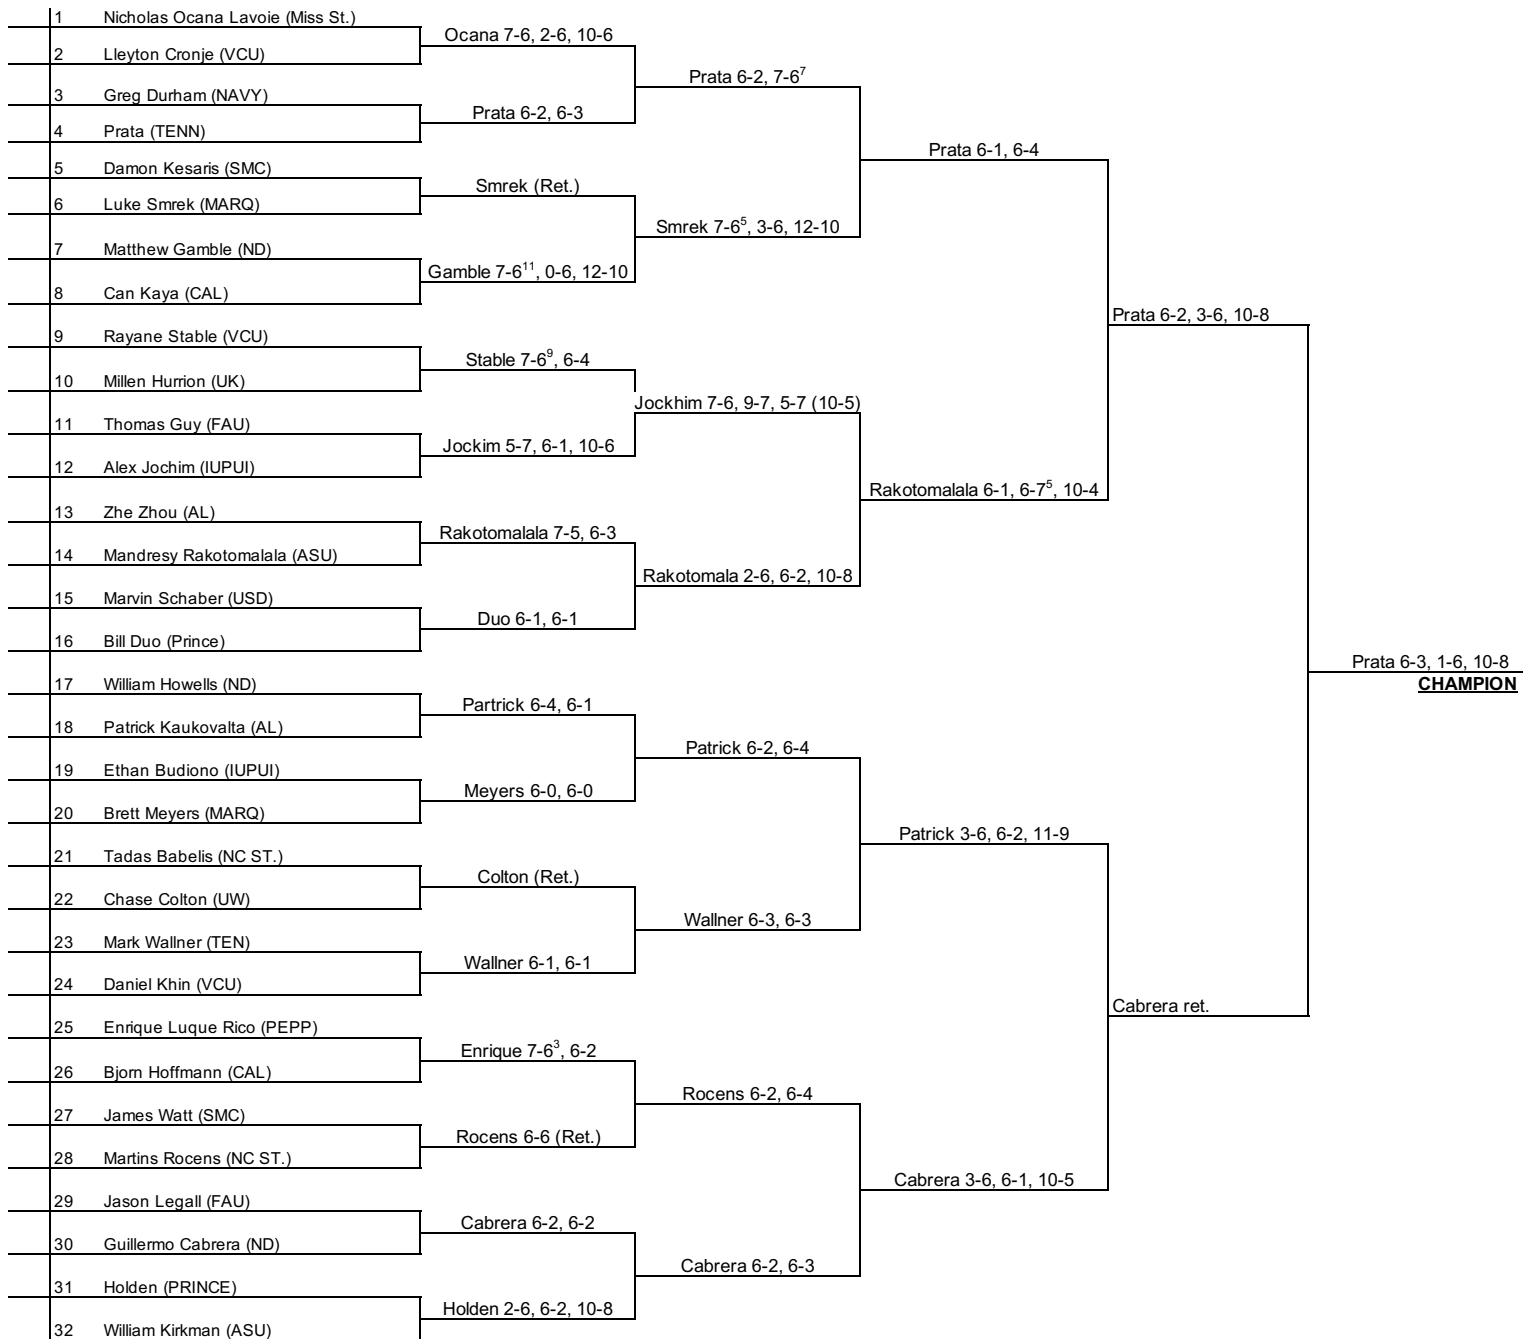 1 Nicholas Ocana Lavoie (Miss St.)
Ocana 7-6, 2-6, 10-6
2 Lleyton Cronje (VCU)
Prata 6-2, 7-6⁷
3 Greg Durham (NAVY)
Prata 6-2, 6-3
4 Prata (TENN)
Prata 6-1, 6-4
5 Damon Kesaris (SMC)
Smrek (Ret.)
6 Luke Smrek (MARQ)
Smrek 7-6⁵, 3-6, 12-10
7 Matthew Gamble (ND)
Gamble 7-6¹¹, 0-6, 12-10
8 Can Kaya (CAL)
Prata 6-2, 3-6, 10-8
9 Rayane Stable (VCU)
Stable 7-6⁹, 6-4
10 Millen Hurrion (UK)
Jockhim 7-6, 9-7, 5-7 (10-5)
11 Thomas Guy (FAU)
Jockim 5-7, 6-1, 10-6
12 Alex Jochim (IUPUI)
Rakotomalala 6-1, 6-7⁵, 10-4
13 Zhe Zhou (AL)
Rakotomalala 7-5, 6-3
14 Mandresy Rakotomalala (ASU)
Rakotomala 2-6, 6-2, 10-8
15 Marvin Schaber (USD)
Duo 6-1, 6-1
16 Bill Duo (Prince)
Prata 6-3, 1-6, 10-8
CHAMPION
17 William Howells (ND)
Partrick 6-4, 6-1
18 Patrick Kaukovalta (AL)
Patrick 6-2, 6-4
19 Ethan Budiono (IUPUI)
Meyers 6-0, 6-0
20 Brett Meyers (MARQ)
Patrick 3-6, 6-2, 11-9
21 Tadas Babelis (NC ST.)
Colton (Ret.)
22 Chase Colton (UW)
Wallner 6-3, 6-3
23 Mark Wallner (TEN)
Wallner 6-1, 6-1
24 Daniel Khin (VCU)
Cabrera ret.
25 Enrique Luque Rico (PEPP)
Enrique 7-6³, 6-2
26 Bjorn Hoffmann (CAL)
Rocens 6-2, 6-4
27 James Watt (SMC)
Rocens 6-6 (Ret.)
28 Martins Rocens (NC ST.)
Cabrera 3-6, 6-1, 10-5
29 Jason Legall (FAU)
Cabrera 6-2, 6-2
30 Guillermo Cabrera (ND)
Cabrera 6-2, 6-3
31 Holden (PRINCE)
Holden 2-6, 6-2, 10-8
32 William Kirkman (ASU)